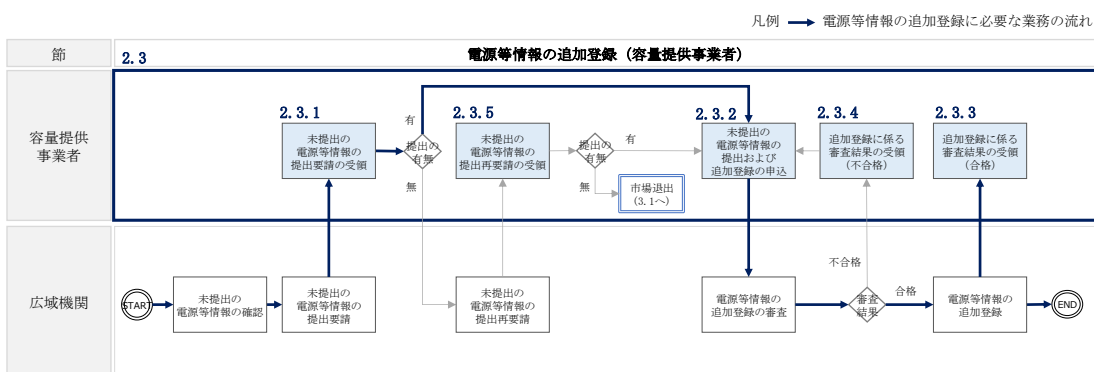 凡例 電源等情報の追加登録に必要な業務の流れ
節
2.3
電源等情報の追加登録（容量提供事業者）
容量提供
事業者
2.3.1
未提出の
電源等情報の
提出要請の受領
提出の
有無
有
無
2.3.5
未提出の
電源等情報の
提出再要請の受領
提出の
有無
有
無
市場退出
(3.1へ)
2.3.2
未提出の
電源等情報の
提出および
追加登録の申込
2.3.4
追加登録に係る
審査結果の受領
(不合格)
2.3.3
追加登録に係る
審査結果の受領
(合格)
広域機関
START
未提出の
電源等情報の確認
未提出の
電源等情報の
提出要請
未提出の
電源等情報の
提出再要請
電源等情報の
追加登録の審査
審査
結果
不合格
合格
電源等情報の
追加登録
END